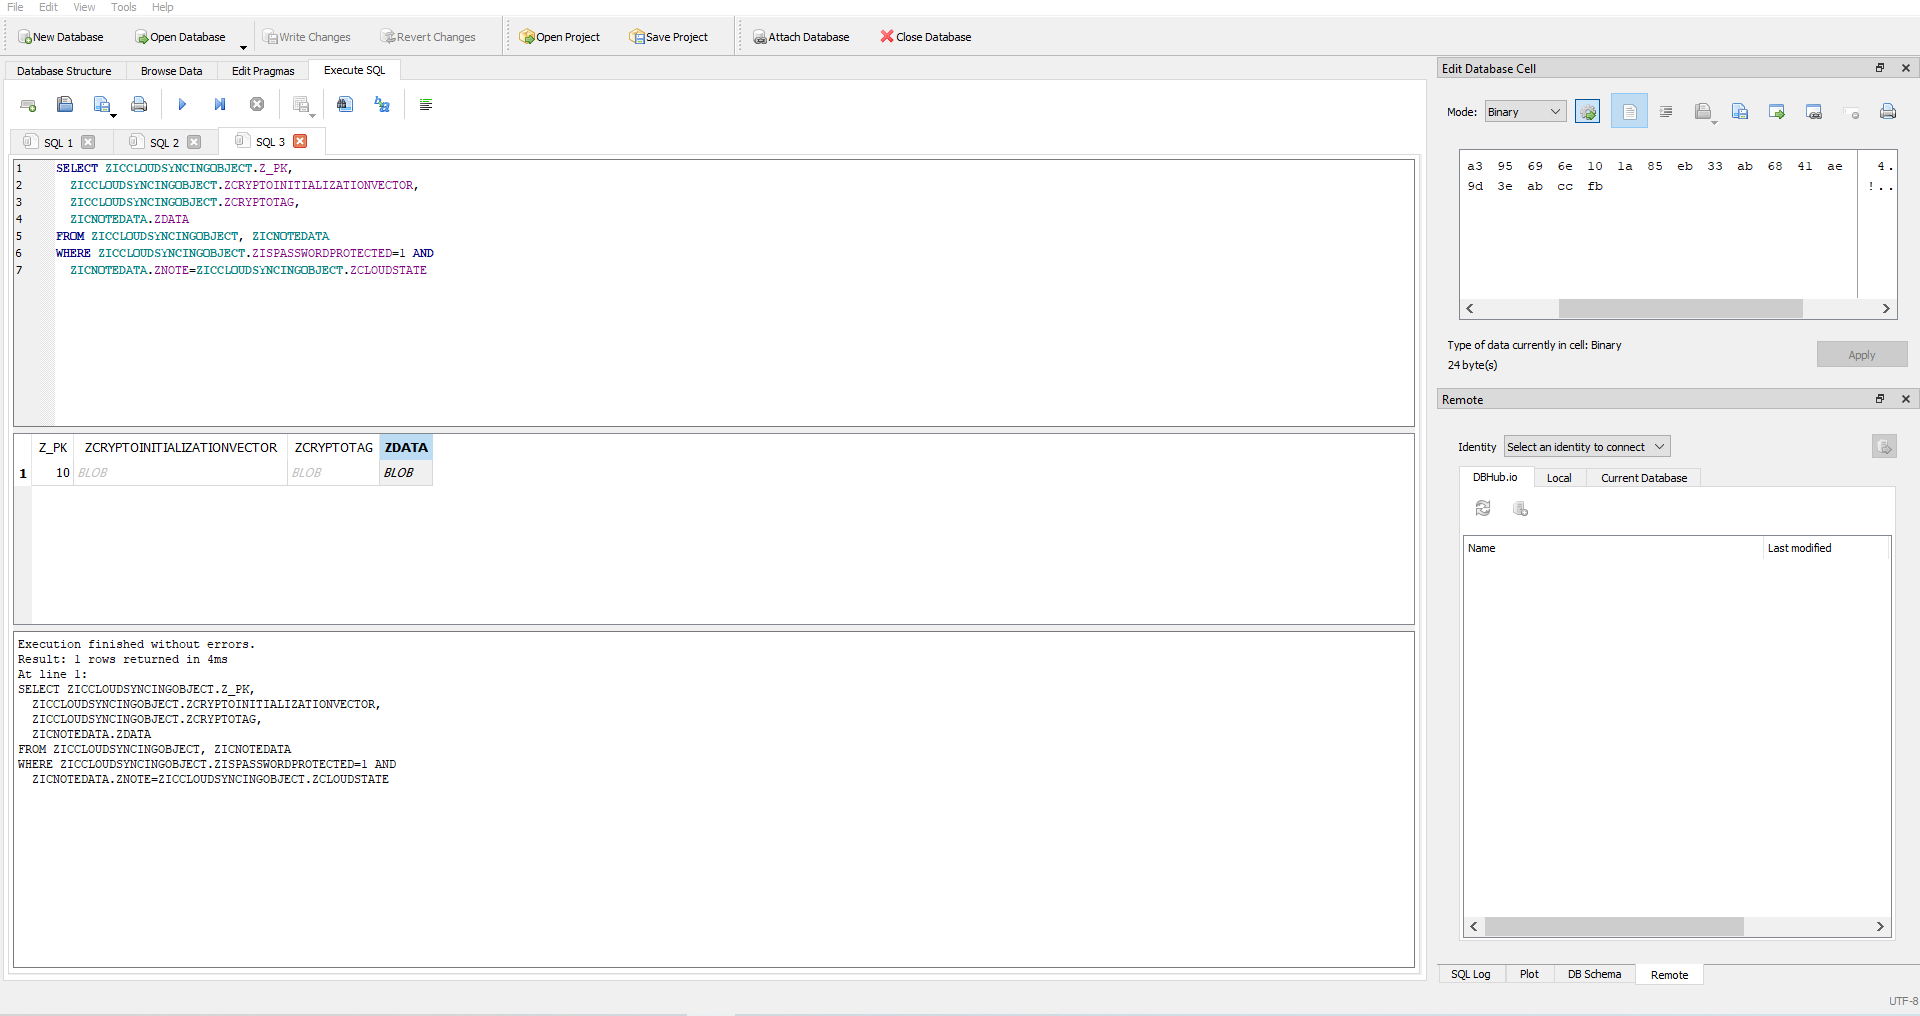 File Edit View Tools Help
New Database Open Database Write Changes Revert Changes Open Project Save Project Attach Database Close Database
Database Structure Browse Data Edit Pragmas Execute SQL
SQL 1 SQL 2 SQL 3
1 SELECT ZICCLOUDSYNCINGOBJECT.Z_PK,
2 ZICCLOUDSYNCINGOBJECT.ZCRYPTOINITIALIZATIONVECTOR,
3 ZICCLOUDSYNCINGOBJECT.ZCRYPTOTAG,
4 ZICNOTEDATA.ZDATA
5 FROM ZICCLOUDSYNCINGOBJECT, ZICNOTEDATA
6 WHERE ZICCLOUDSYNCINGOBJECT.ZISPASSWORDPROTECTED=1 AND
7 ZICNOTEDATA.ZNOTE=ZICCLOUDSYNCINGOBJECT.ZCLOUDSTATE
Z_PK ZCRYPTOINITIALIZATIONVECTOR ZCRYPTOTAG ZDATA
1 10 BLOB BLOB BLOB
Execution finished without errors.
Result: 1 rows returned in 4ms
At line 1:
SELECT ZICCLOUDSYNCINGOBJECT.Z_PK,
ZICCLOUDSYNCINGOBJECT.ZCRYPTOINITIALIZATIONVECTOR,
ZICCLOUDSYNCINGOBJECT.ZCRYPTOTAG,
ZICNOTEDATA.ZDATA
FROM ZICCLOUDSYNCINGOBJECT, ZICNOTEDATA
WHERE ZICCLOUDSYNCINGOBJECT.ZISPASSWORDPROTECTED=1 AND
ZICNOTEDATA.ZNOTE=ZICCLOUDSYNCINGOBJECT.ZCLOUDSTATE
Edit Database Cell
Mode: Binary
a3 95 69 6e 10 1a 85 eb 33 ab 68 41 ae 4.
9d 3e ab cc fb !..
Type of data currently in cell: Binary
24 byte(s)
Apply
Remote
Identity Select an identity to connect
DBHub.io Local Current Database
Name Last modified
SQL Log Plot DB Schema Remote
UTF-8